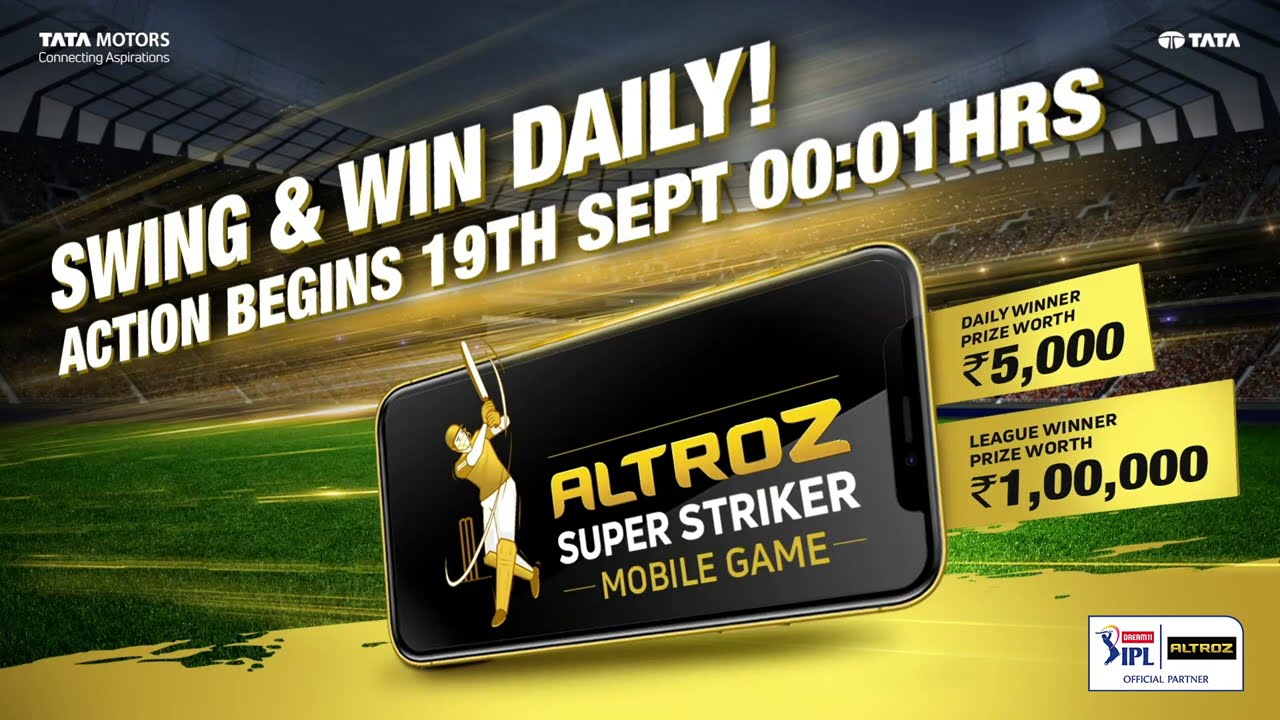 TATA MOTORS
Connecting Aspirations
TATA
SWING & WIN DAILY!
ACTION BEGINS 19TH SEPT 00:01HRS
DAILY WINNER
PRIZE WORTH
₹5,000
LEAGUE WINNER
PRIZE WORTH
₹1,00,000
ALTROZ
SUPER STRIKER
MOBILE GAME
DREAM11
IPL
ALTROZ
OFFICIAL PARTNER